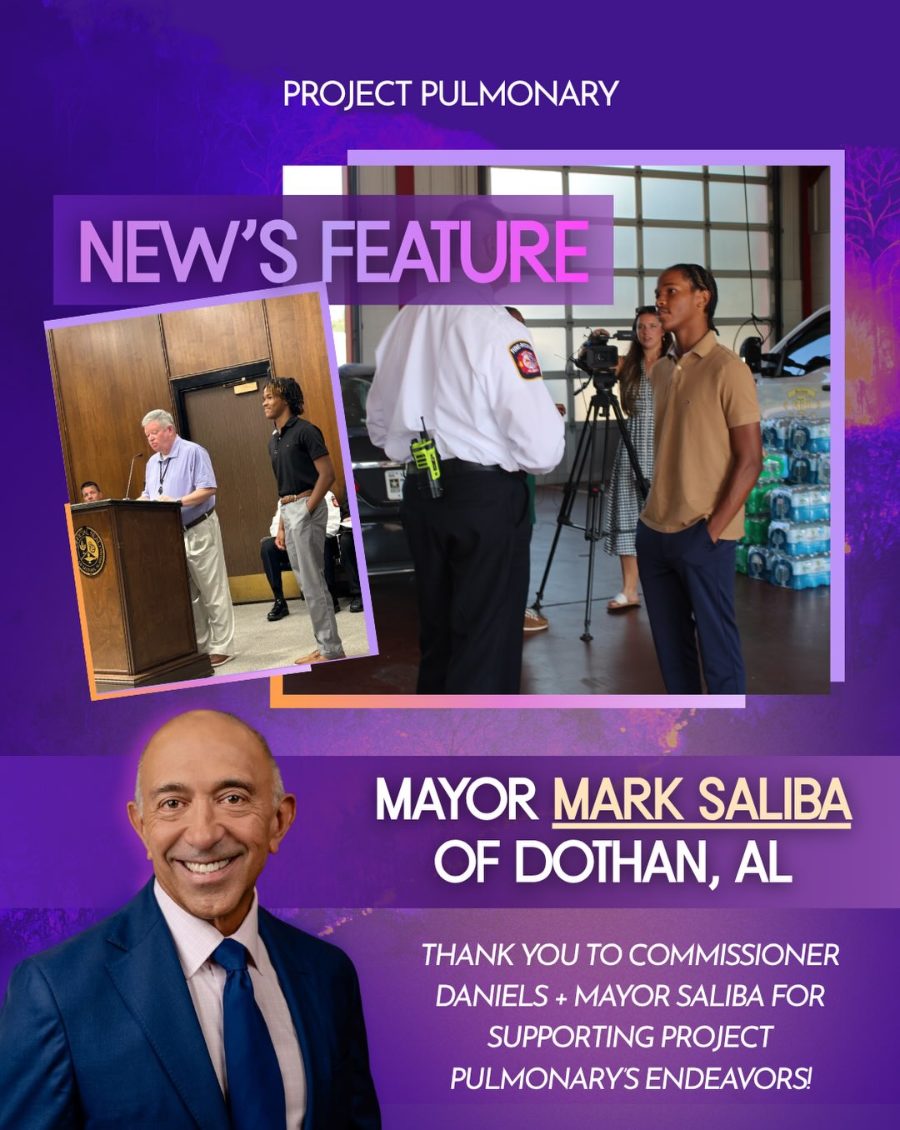 PROJECT PULMONARY
NEW'S FEATURE
MAYOR MARK SALIBA
OF DOTHAN, AL
THANK YOU TO COMMISSIONER
DANIELS + MAYOR SALIBA FOR
SUPPORTING PROJECT
PULMONARY'S ENDEAVORS!